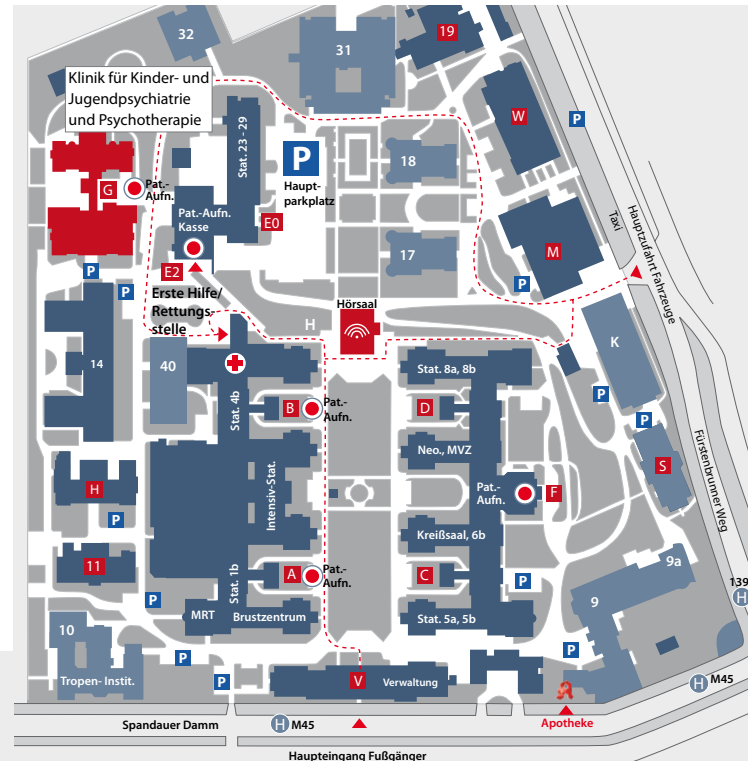 32
31
19
Klinik für Kinder- und
Jugendpsychiatrie
und Psychotherapie
Stat. 23 - 29
W
P
P
Haupt-
parkplatz
18
G
Pat.-
Aufn.
Pat.-Aufn.
Kasse
E0
E2
17
M
Taxi
Hauptzufahrt Fahrzeuge
P
P
P
Erste Hilfe/
Rettungs-
stelle
Hörsaal
H
K
14
40
Stat. 8a, 8b
Stat. 4b
B
Pat.-
Aufn.
D
P
P
Neo., MVZ
S
Fürstenbrunner Weg
H
Intensiv-Stat.
Pat.-
Aufn.
F
P
Kreißsaal, 6b
11
Stat. 1b
A
Pat.-
Aufn.
C
P
9a
139
H
P
MRT
Brustzentrum
Stat. 5a, 5b
9
10
P
P
Tropen- Instit.
P
V
Verwaltung
H
M45
A
Apotheke
Spandauer Damm
H
M45
Haupteingang Fußgänger